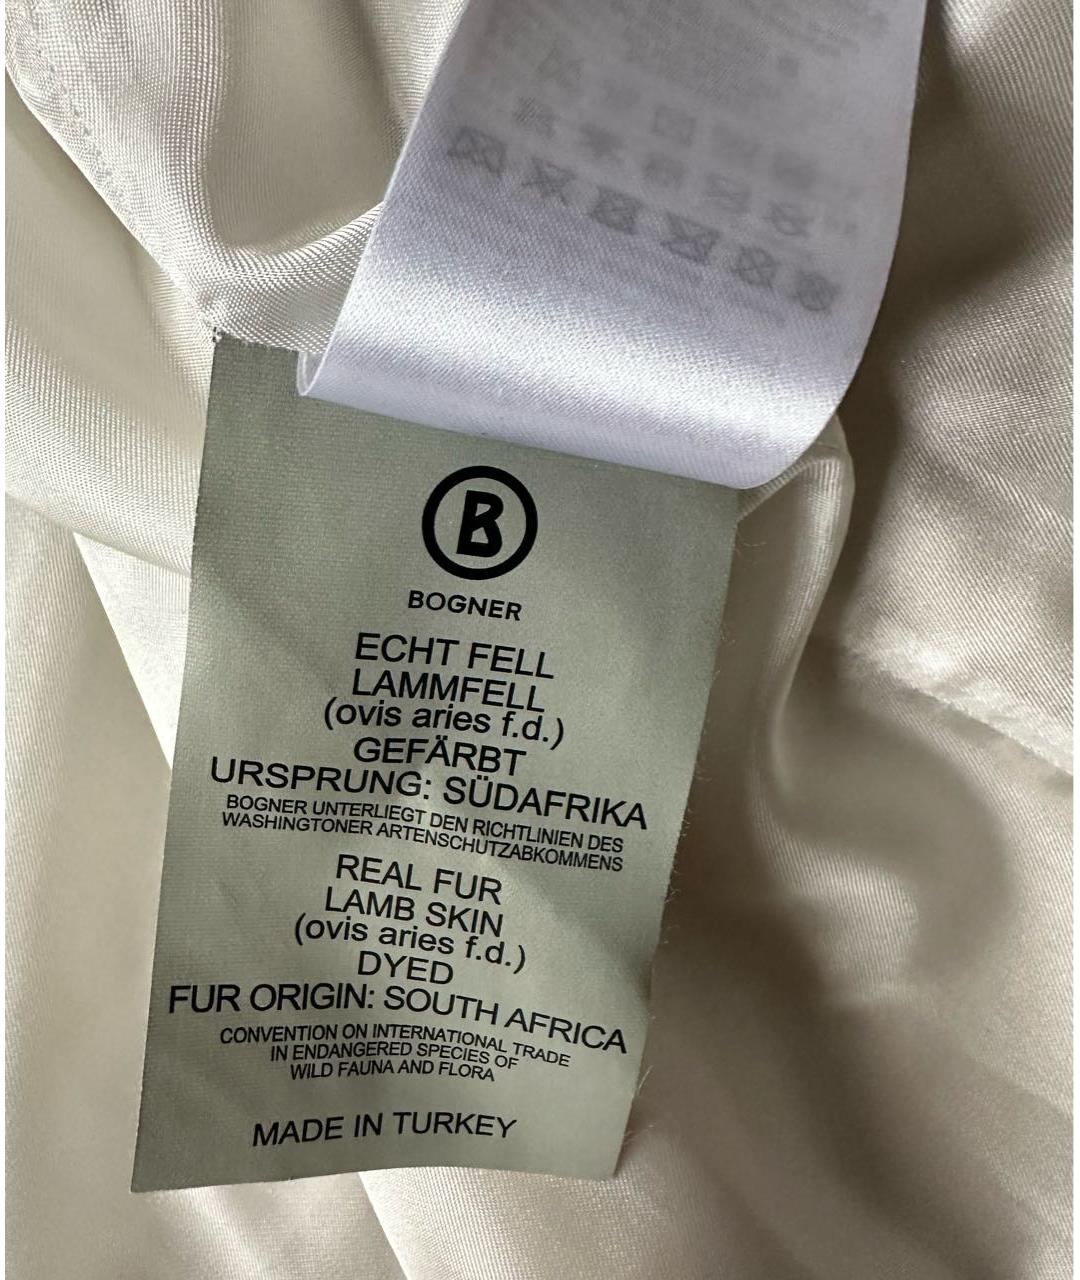 B
BOGNER
ECHT FELL
LAMMFELL
(ovis aries f.d.)
GEFÄRBT
URSPRUNG: SÜDAFRIKA
BOGNER UNTERLIEGT DEN RICHTLINIEN DES
WASHINGTONER ARTENSCHUTZABKOMMENS
REAL FUR
LAMB SKIN
(ovis aries f.d.)
DYED
FUR ORIGIN: SOUTH AFRICA
CONVENTION ON INTERNATIONAL TRADE
IN ENDANGERED SPECIES OF
WILD FAUNA AND FLORA
MADE IN TURKEY